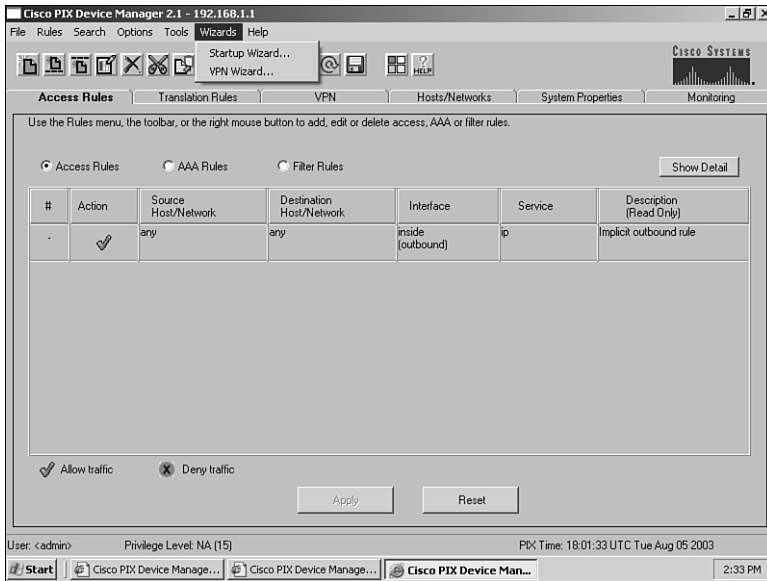 Cisco PIX Device Manager 2.1 - 192.168.1.1
File Rules Search Options Tools Wizards Help
Startup Wizard...
VPN Wizard...
HELP
CISCO SYSTEMS
Access Rules Translation Rules VPN Hosts/Networks System Properties Monitoring
Use the Rules menu, the toolbar, or the right mouse button to add, edit or delete access, AAA or filter rules.
Access Rules AAA Rules Filter Rules Show Detail
# Action Source Host/Network Destination Host/Network Interface Service Description (Read Only)
- any any inside (outbound) ip Implicit outbound rule
Allow traffic X Deny traffic
Apply Reset
User: <admin> Privilege Level: NA (15) PIX Time: 18:01:33 UTC Tue Aug 05 2003
Start Cisco PIX Device Manage... Cisco PIX Device Manage... Cisco PIX Device Man... 2:33 PM